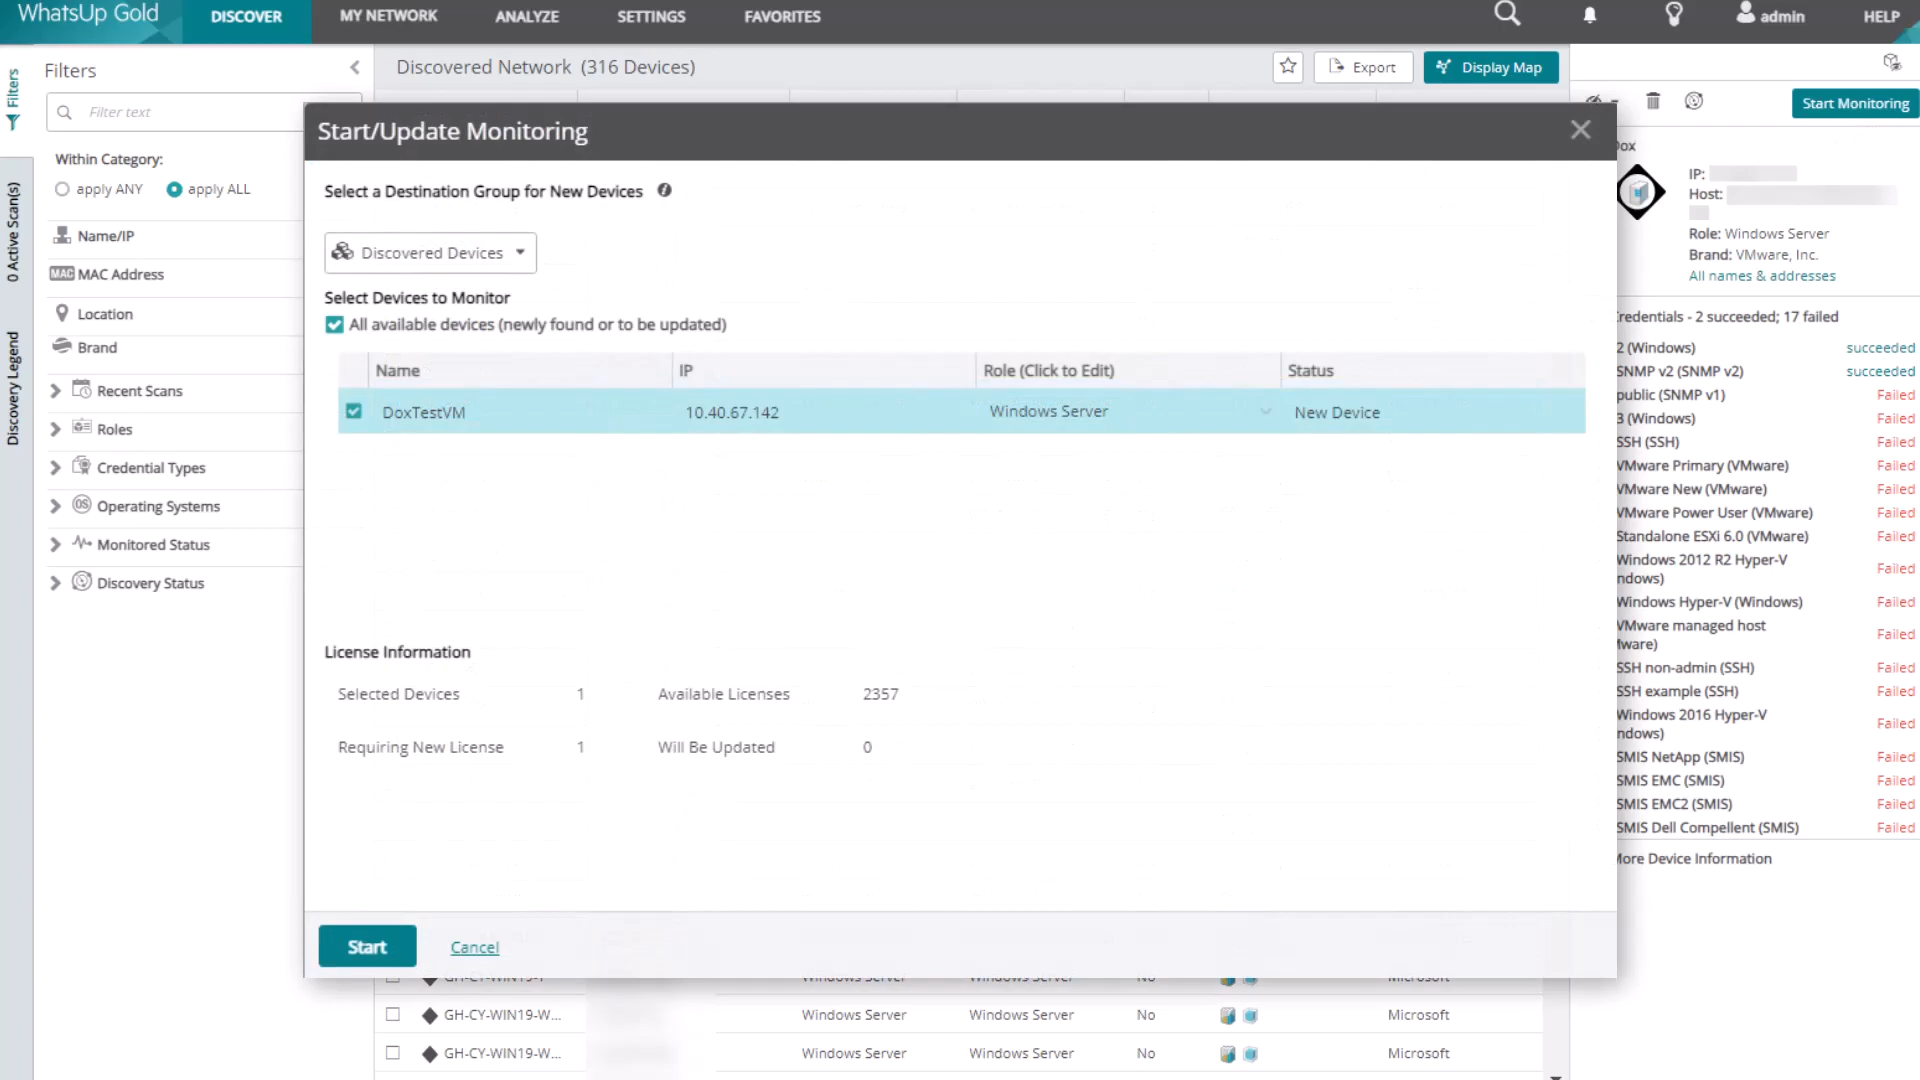 WhatsUp Gold
DISCOVER
MY NETWORK
ANALYZE
SETTINGS
FAVORITES
admin
HELP
Filters
0 Active Scan(s)
Discovery Legend
Filters
Filter text
Within Category:
apply ANY
apply ALL
Name/IP
MAC MAC Address
Location
Brand
Recent Scans
Roles
Credential Types
OS Operating Systems
Monitored Status
Discovery Status
Discovered Network (316 Devices)
Export
Display Map
Start/Update Monitoring
Select a Destination Group for New Devices
Discovered Devices
Select Devices to Monitor
All available devices (newly found or to be updated)
Name IP Role (Click to Edit) Status
DoxTestVM 10.40.67.142 Windows Server New Device
License Information
Selected Devices 1 Available Licenses 2357
Requiring New License 1 Will Be Updated 0
Start
Cancel
GH-CY-WIN19-W... Windows Server Windows Server No Microsoft
GH-CY-WIN19-W... Windows Server Windows Server No Microsoft
Start Monitoring
IP:
Host:
Role: Windows Server
Brand: VMware, Inc.
All names & addresses
redentials - 2 succeeded; 17 failed
2 (Windows) succeeded
SNMP v2 (SNMP v2) succeeded
public (SNMP v1) Failed
3 (Windows) Failed
SSH (SSH) Failed
VMware Primary (VMware) Failed
VMware New (VMware) Failed
VMware Power User (VMware) Failed
Standalone ESXi 6.0 (VMware) Failed
Windows 2012 R2 Hyper-V
ndows) Failed
Windows Hyper-V (Windows) Failed
VMware managed host
ware) Failed
SSH non-admin (SSH) Failed
SSH example (SSH) Failed
Windows 2016 Hyper-V
ndows) Failed
SMIS NetApp (SMIS) Failed
SMIS EMC (SMIS) Failed
SMIS EMC2 (SMIS) Failed
SMIS Dell Compellent (SMIS) Failed
More Device Information